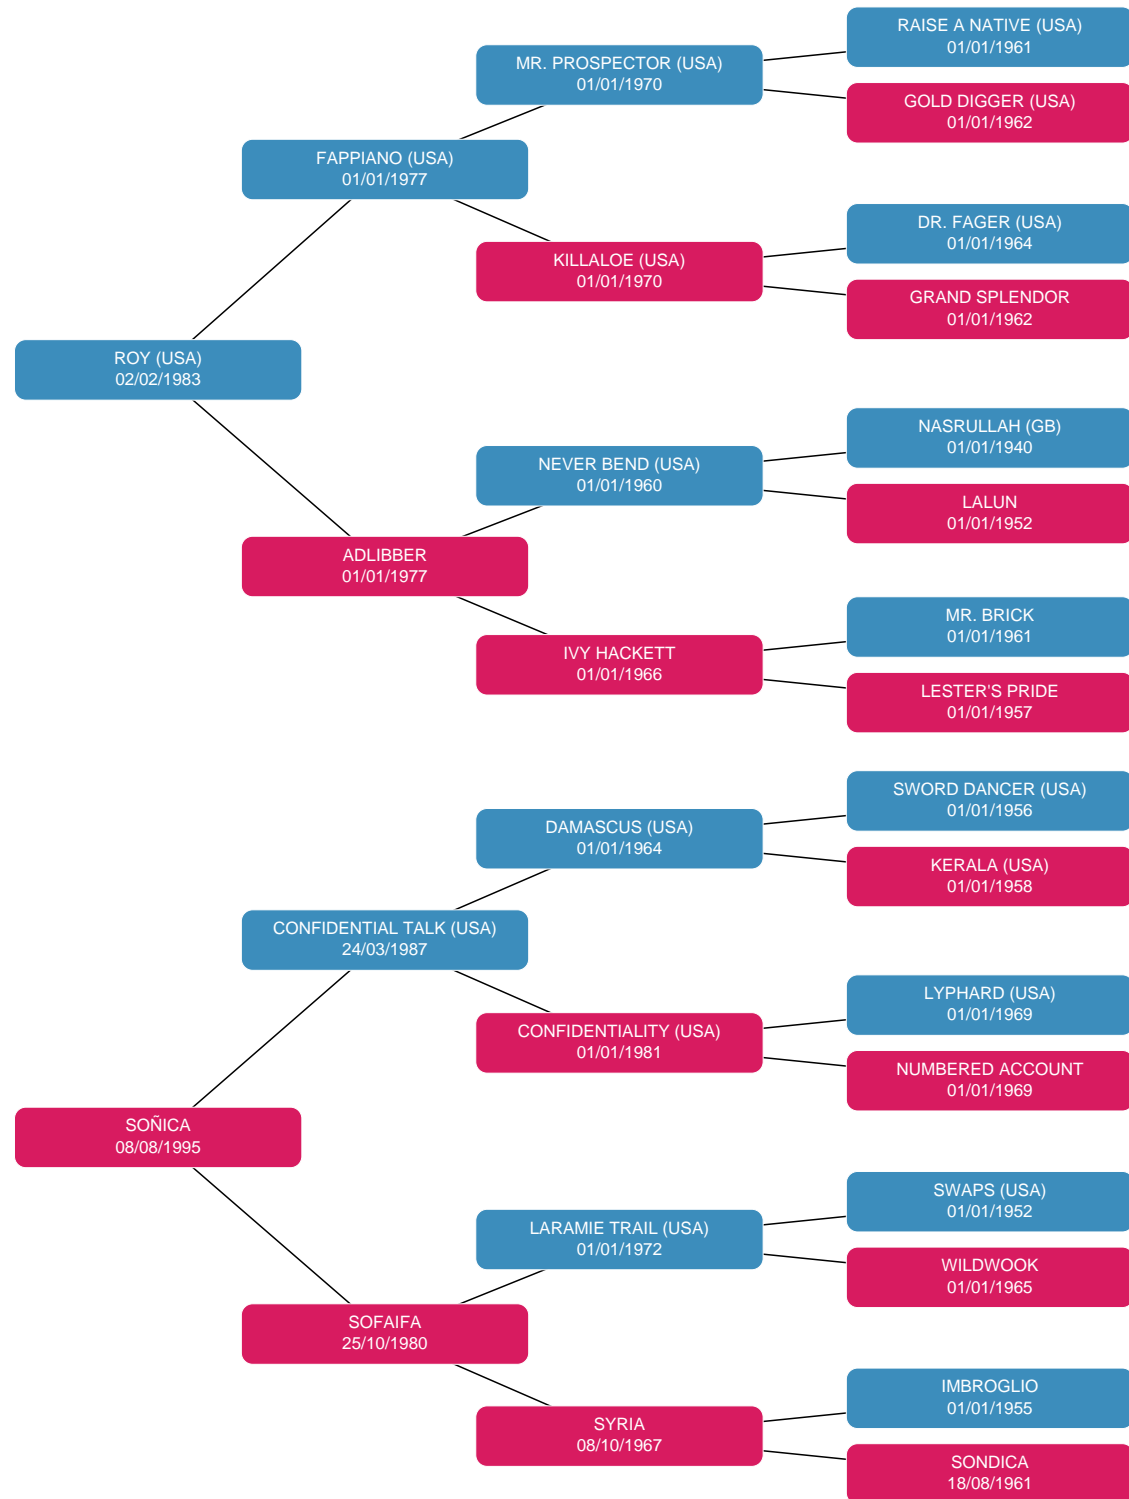 RAISE A NATIVE (USA)
01/01/1961
MR. PROSPECTOR (USA)
01/01/1970
GOLD DIGGER (USA)
01/01/1962
FAPPIANO (USA)
01/01/1977
DR. FAGER (USA)
01/01/1964
KILLALOE (USA)
01/01/1970
GRAND SPLENDOR
01/01/1962
ROY (USA)
02/02/1983
NASRULLAH (GB)
01/01/1940
NEVER BEND (USA)
01/01/1960
LALUN
01/01/1952
ADLIBBER
01/01/1977
MR. BRICK
01/01/1961
IVY HACKETT
01/01/1966
LESTER'S PRIDE
01/01/1957
SWORD DANCER (USA)
01/01/1956
DAMASCUS (USA)
01/01/1964
KERALA (USA)
01/01/1958
CONFIDENTIAL TALK (USA)
24/03/1987
LYPHARD (USA)
01/01/1969
CONFIDENTIALITY (USA)
01/01/1981
NUMBERED ACCOUNT
01/01/1969
SOÑICA
08/08/1995
SWAPS (USA)
01/01/1952
LARAMIE TRAIL (USA)
01/01/1972
WILDWOOK
01/01/1965
SOFAIFA
25/10/1980
IMBROGLIO
01/01/1955
SYRIA
08/10/1967
SONDICA
18/08/1961